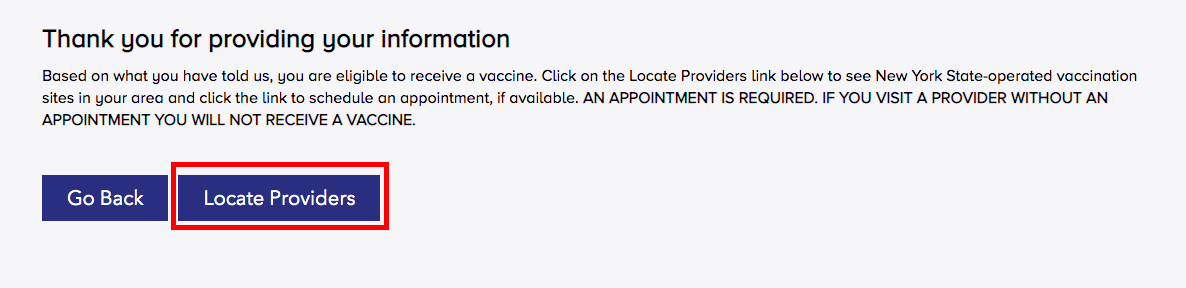 Thank you for providing your information
Based on what you have told us, you are eligible to receive a vaccine. Click on the Locate Providers link below to see New York State-operated vaccination
sites in your area and click the link to schedule an appointment, if available. AN APPOINTMENT IS REQUIRED. IF YOU VISIT A PROVIDER WITHOUT AN
APPOINTMENT YOU WILL NOT RECEIVE A VACCINE.
Go Back
Locate Providers